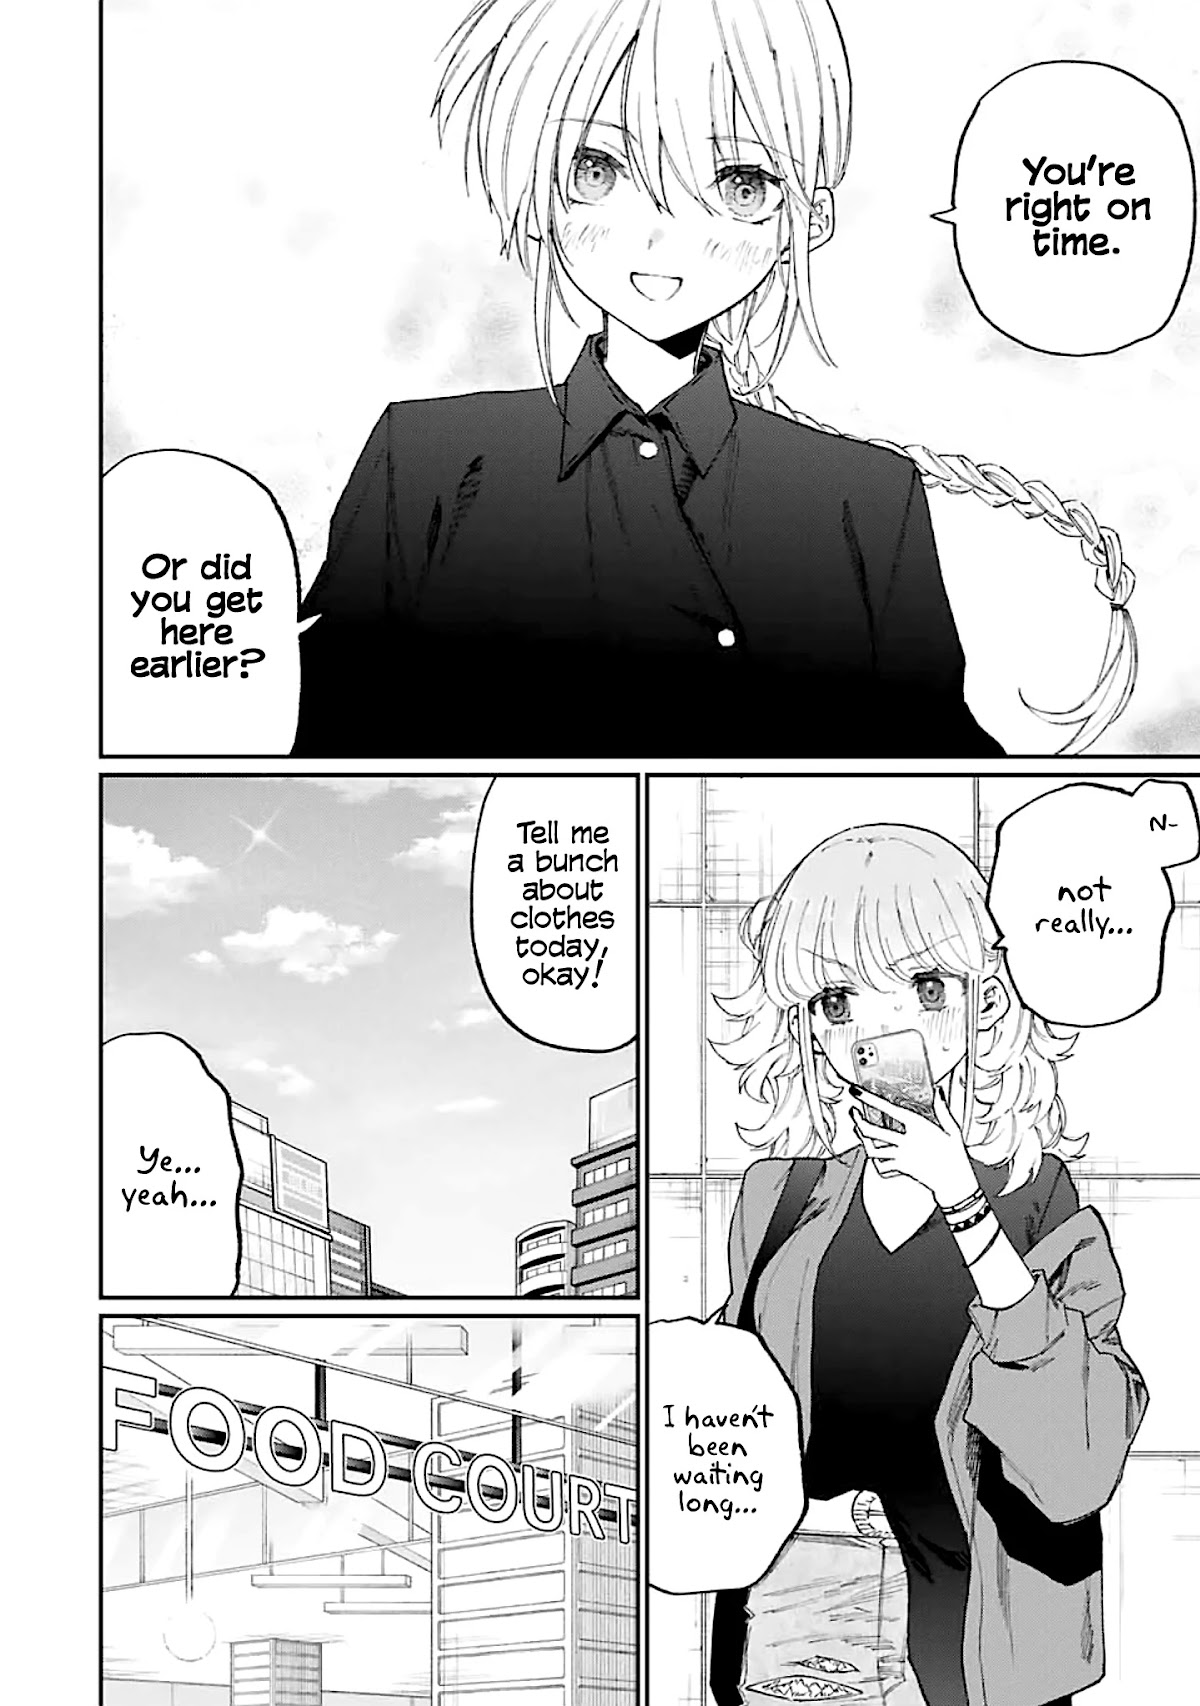 You're
right on
time.
Or did
you get
here
earlier?
N-
not
really...
I haven't
been
waiting
long...
Tell me
a bunch
about
clothes
today,
okay!
Ye...
yeah...
FOOD COURT